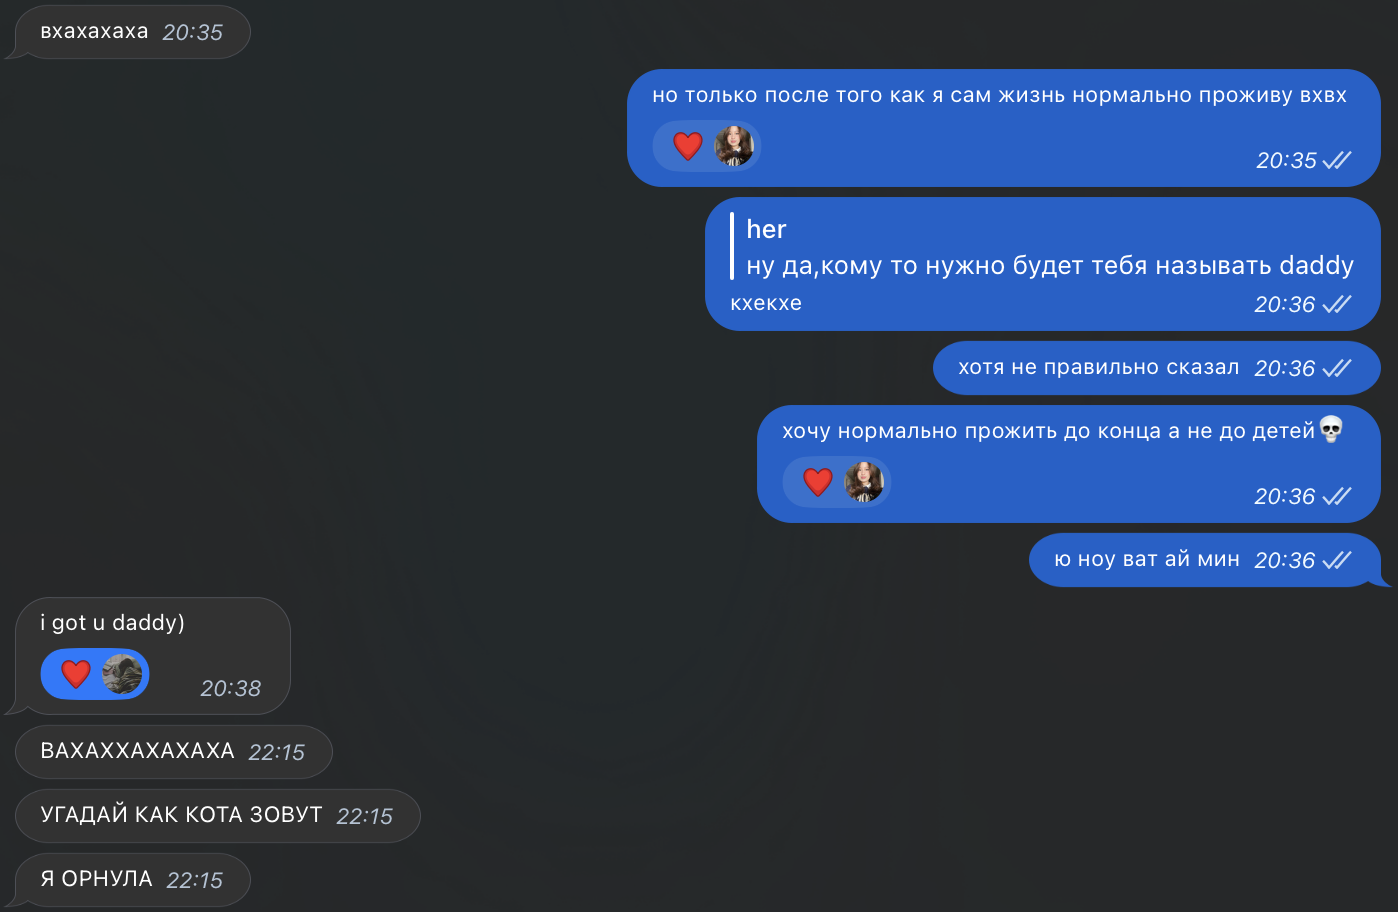 вхахахаха 20:35
но только после того как я сам жизнь нормально проживу вхвх
❤️
20:35
her
ну да,кому то нужно будет тебя называть daddy
кхекхе 20:36
хотя не правильно сказал 20:36
хочу нормально прожить до конца а не до детей💀
❤️
20:36
ю ноу ват ай мин 20:36
i got u daddy)
❤️
20:38
ВАХАХХАХАХАХА 22:15
УГАДАЙ КАК КОТА ЗОВУТ 22:15
Я ОРНУЛА 22:15